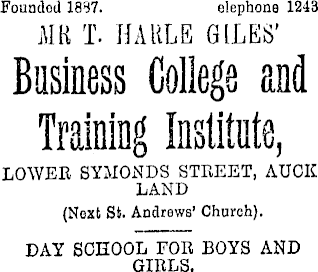 Founded 1887. elephone 1243
MR T. HARLE GILES'
Business College and
Training Institute,
LOWER SYMONDS STREET, AUCK
LAND
(Next St. Andrews' Church).
DAY SCHOOL FOR BOYS AND
GIRLS.